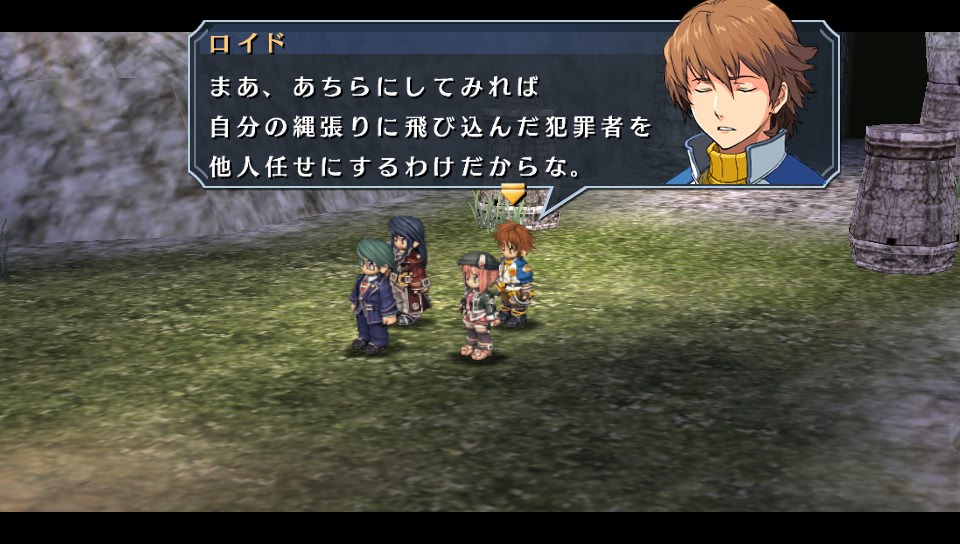 ロイド
まあ、あちらにしてみれば
自分の縄張りに飛び込んだ犯罪者を
他人任せにするわけだからな。